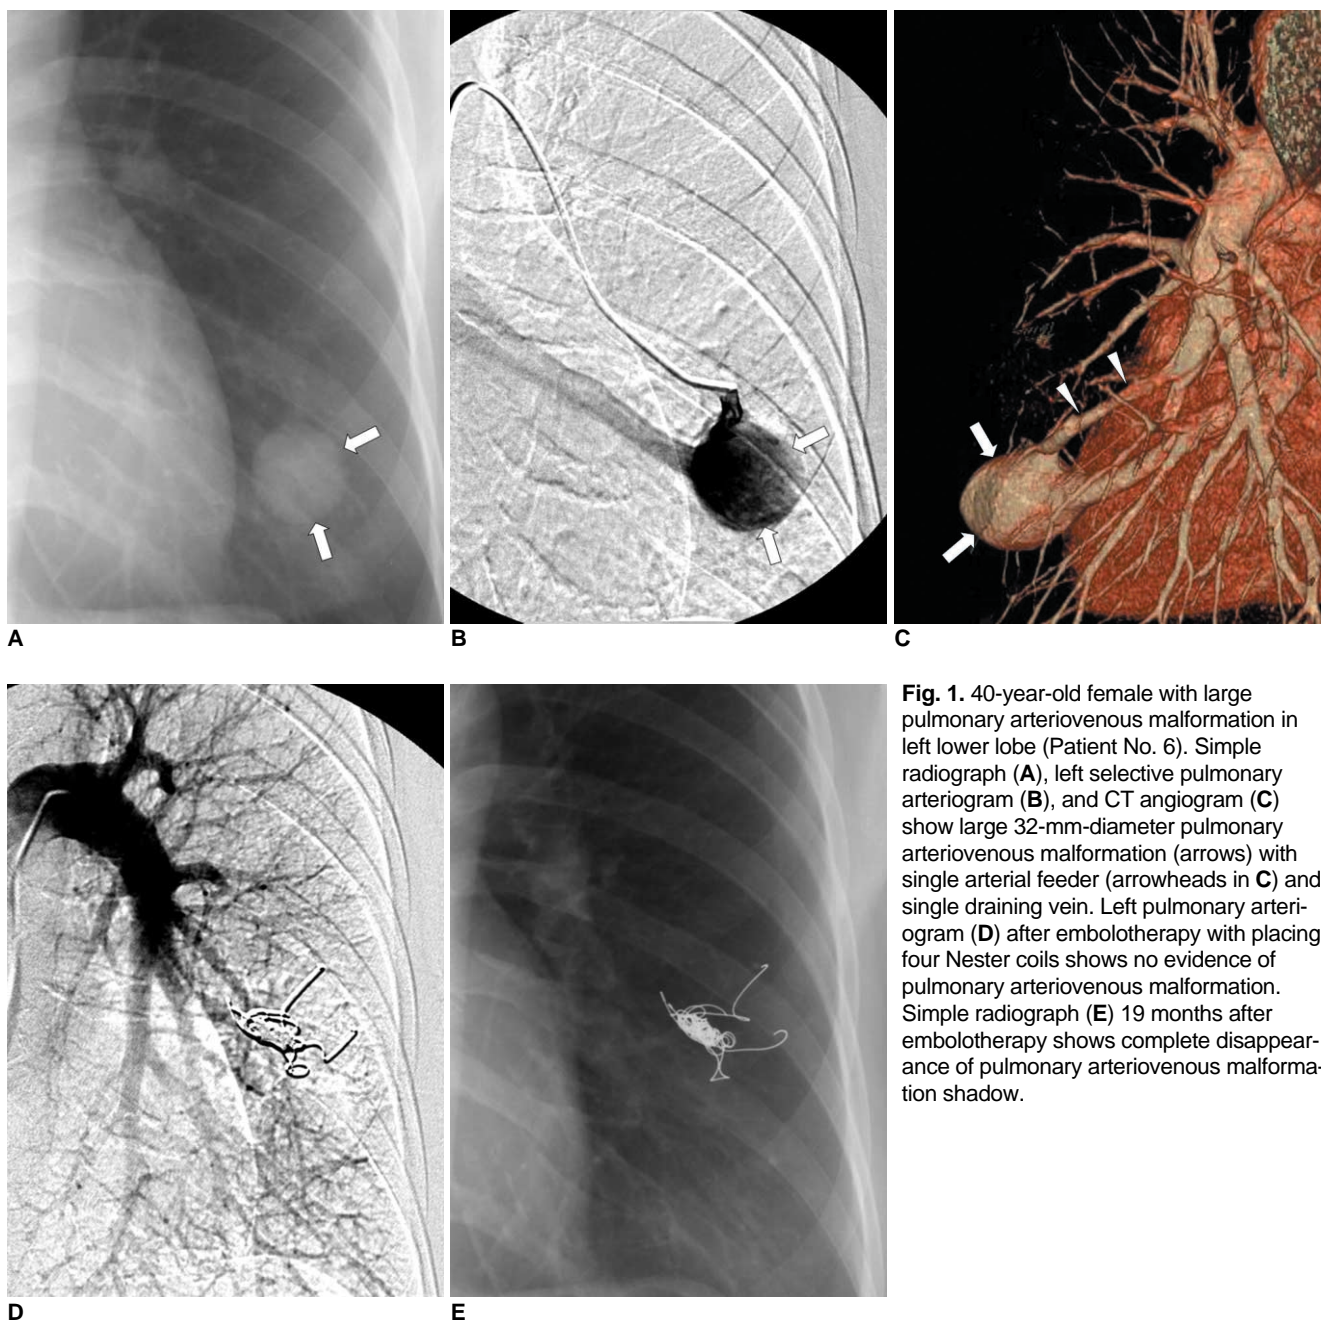 A
B
C
D
E
Fig. 1. 40-year-old female with large
pulmonary arteriovenous malformation in
left lower lobe (Patient No. 6). Simple
radiograph (A), left selective pulmonary
arteriogram (B), and CT angiogram (C)
show large 32-mm-diameter pulmonary
arteriovenous malformation (arrows) with
single arterial feeder (arrowheads in C) and
single draining vein. Left pulmonary arteri-
ogram (D) after embolotherapy with placing
four Nester coils shows no evidence of
pulmonary arteriovenous malformation.
Simple radiograph (E) 19 months after
embolotherapy shows complete disappear-
ance of pulmonary arteriovenous malforma-
tion shadow.